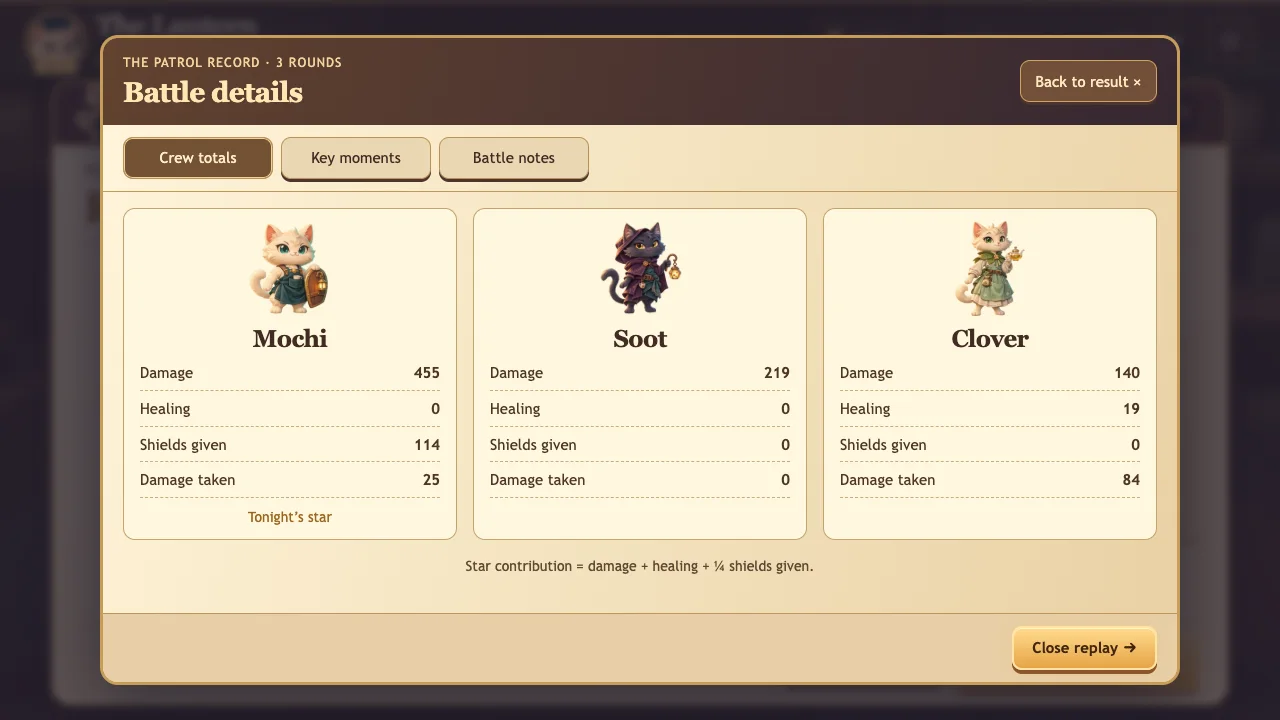 The Lantern
THE PATROL RECORD · 3 ROUNDS
Battle details
Back to result ×
Crew totals
Key moments
Battle notes
Mochi
Damage 455
Healing 0
Shields given 114
Damage taken 25
Tonight’s star
Soot
Damage 219
Healing 0
Shields given 0
Damage taken 0
Clover
Damage 140
Healing 19
Shields given 0
Damage taken 84
Star contribution = damage + healing + ¼ shields given.
Close replay →